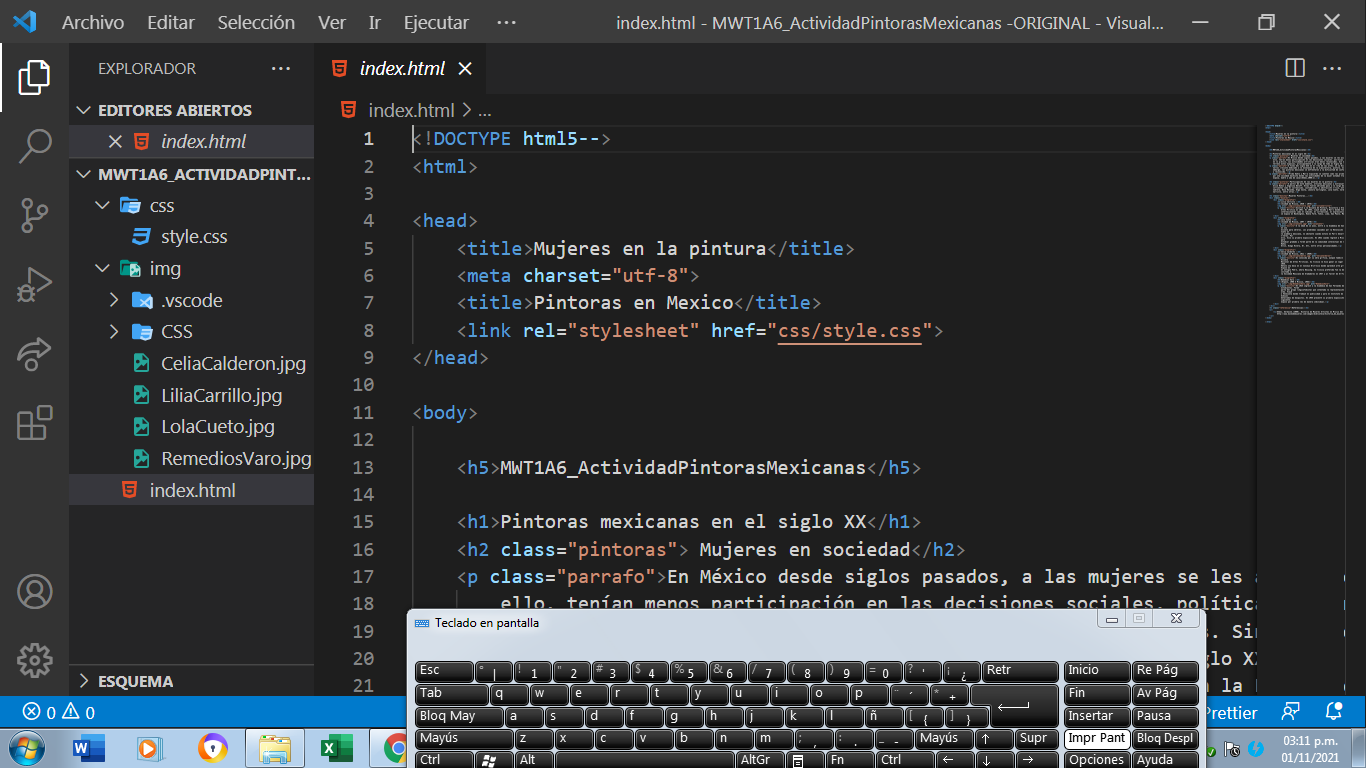 Archivo Editar Selección Ver Ir Ejecutar ··· index.html - MWT1A6_ActividadPintorasMexicanas -ORIGINAL - Visual...
EXPLORADOR ···
EDITORES ABIERTOS
index.html
MWT1A6_ACTIVIDADPINT...
css
style.css
img
.vscode
CSS
CeliaCalderon.jpg
LiliaCarrillo.jpg
LolaCueto.jpg
RemediosVaro.jpg
index.html
ESQUEMA
index.html
index.html > ...
1 <!DOCTYPE html5-->
2 <html>
3
4 <head>
5 <title>Mujeres en la pintura</title>
6 <meta charset="utf-8">
7 <title>Pintoras en Mexico</title>
8 <link rel="stylesheet" href="css/style.css">
9 </head>
10
11 <body>
12
13 <h5>MWT1A6_ActividadPintorasMexicanas</h5>
14
15 <h1>Pintoras mexicanas en el siglo XX</h1>
16 <h2 class="pintoras"> Mujeres en sociedad</h2>
17 <p class="parrafo">En México desde siglos pasados, a las mujeres se les a
18 ello, tenían menos participación en las decisiones sociales, política
19 s. Sin
20 glo XX
21 la
0 0 Prettier
Teclado en pantalla
Esc ° | ! 1 " 2 # 3 $ 4 % 5 & 6 / 7 ( 8 ) 9 = 0 ? ' ¡ ¿ Retr Inicio Re Pág
Tab q w e r t y u i o p ¨ ´ * + Fin Av Pág
Bloq May a s d f g h j k l ñ [ { ] } Insertar Pausa
Mayús z x c v b n m ; , : . _ - Mayús ↑ Supr Impr Pant Bloq Despl
Ctrl Alt AltGr Fn Ctrl ← ↓ → Opciones Ayuda
03:11 p.m.
01/11/2021